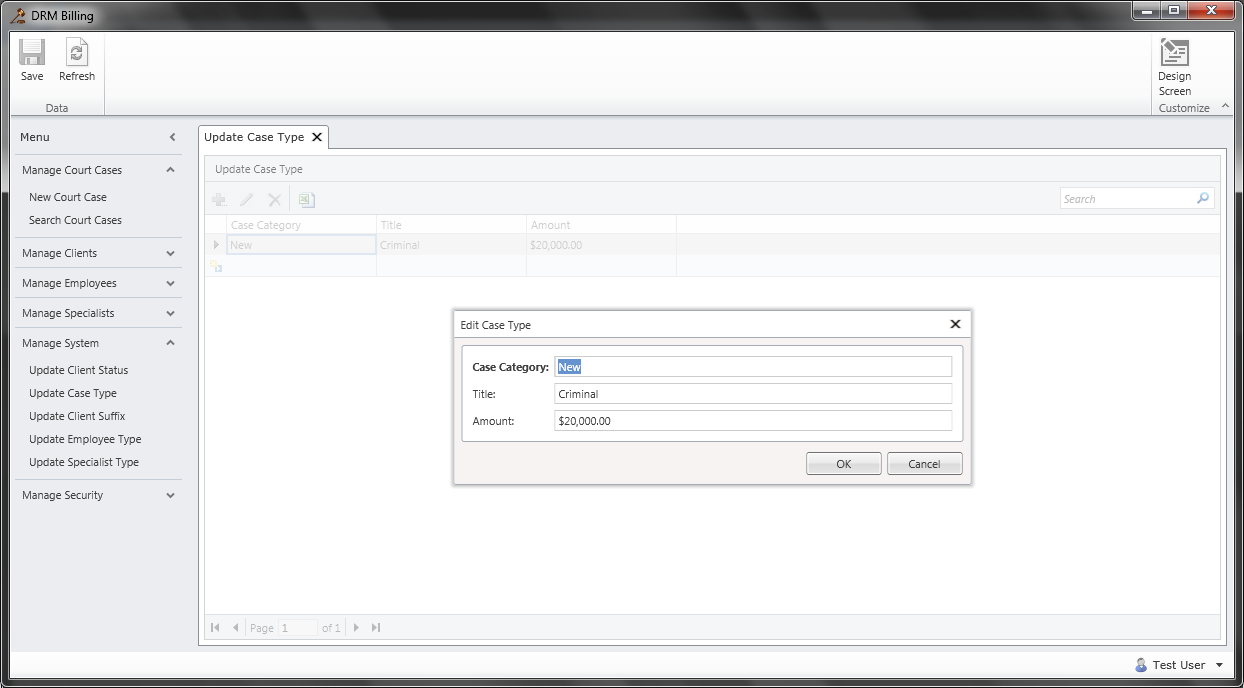 DRM Billing
Save
Refresh
Data
Design
Screen
Customize
Menu
Manage Court Cases
New Court Case
Search Court Cases
Manage Clients
Manage Employees
Manage Specialists
Manage System
Update Client Status
Update Case Type
Update Client Suffix
Update Employee Type
Update Specialist Type
Manage Security
Update Case Type
Update Case Type
Search
Case Category Title Amount
New Criminal $20,000.00
Edit Case Type
Case Category: New
Title: Criminal
Amount: $20,000.00
OK Cancel
Page 1 of 1
Test User